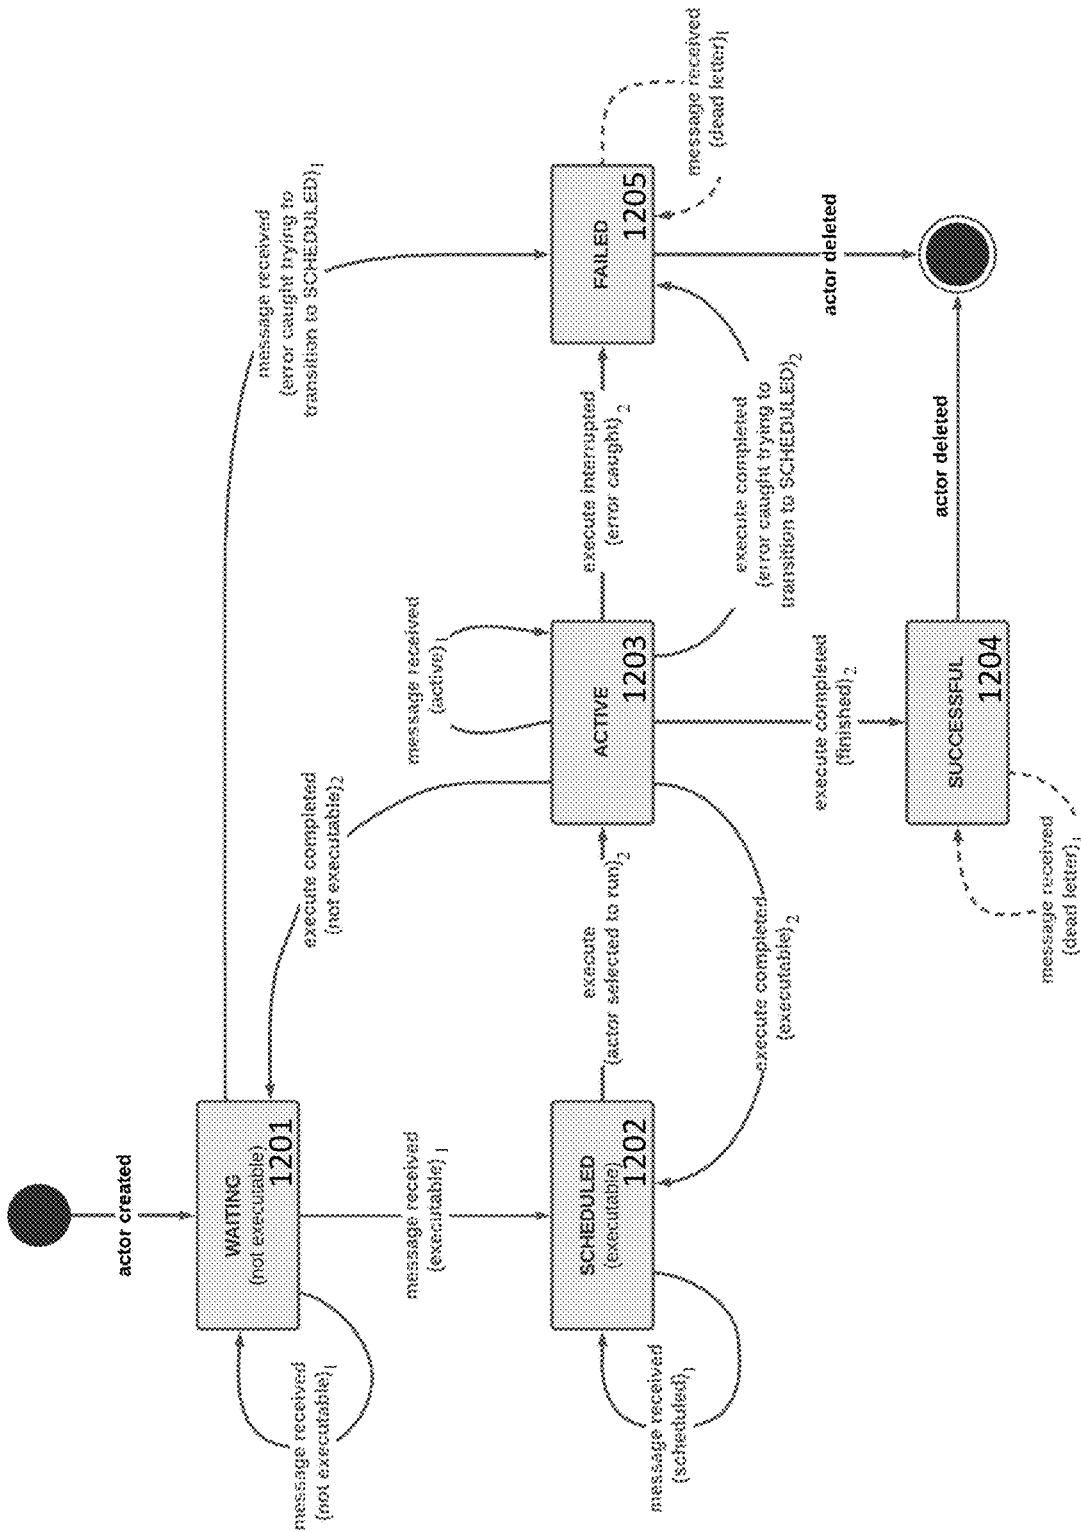 actor created
WAITING
(not executable)
1201
message received
(not executable)1
message received
(error caught trying to
transition to SCHEDULED)1
execute completed
(not executable)2
message received
(executable)1
message received
(active)1
SCHEDULED
(executable)
1202
message received
(scheduled)1
execute
(actor selected to run)2
ACTIVE
1203
execute interrupted
(error caught)2
FAILED
1205
message received
(dead letter)1
execute completed
(executable)2
execute completed
(error caught trying to
transition to SCHEDULED)2
execute completed
(finished)2
actor deleted
SUCCESSFUL
1204
actor deleted
message received
(dead letter)1